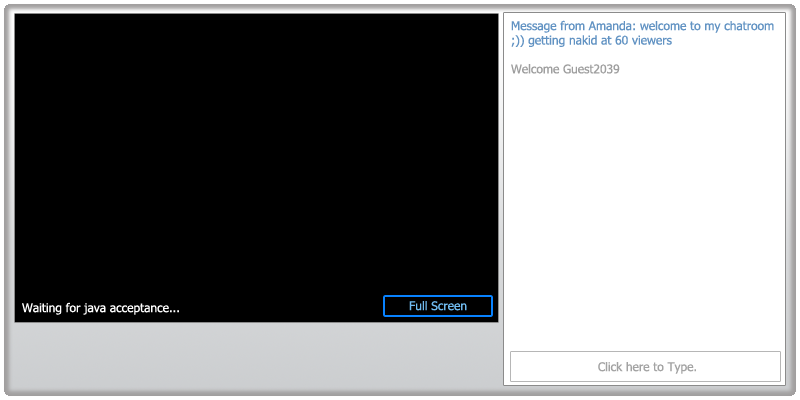 Message from Amanda: welcome to my chatroom
;)) getting nakid at 60 viewers
Welcome Guest2039
Waiting for java acceptance...
Full Screen
Click here to Type.